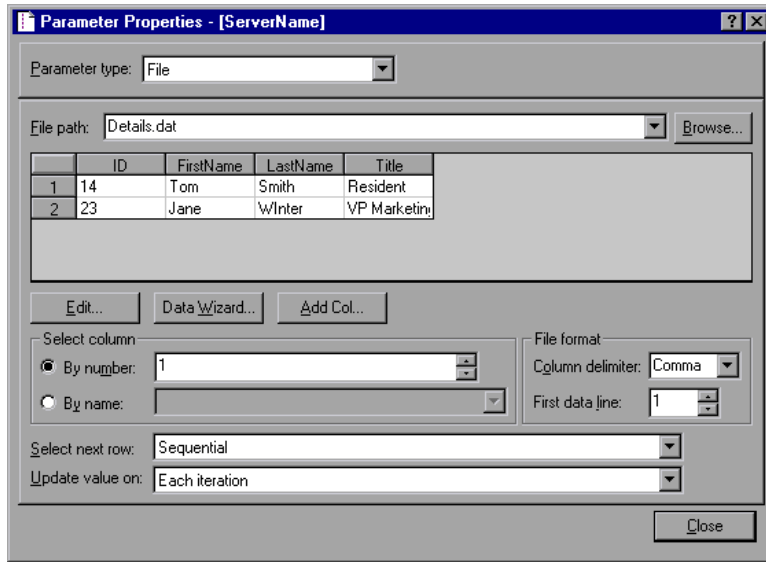 Parameter Properties - [ServerName]
Parameter type: File
File path: Details.dat Browse...
ID FirstName LastName Title
1 14 Tom Smith Resident
2 23 Jane WInter VP Marketing
Edit... Data Wizard... Add Col...
Select column File format
By number: 1 Column delimiter: Comma
By name: First data line: 1
Select next row: Sequential
Update value on: Each iteration
Close